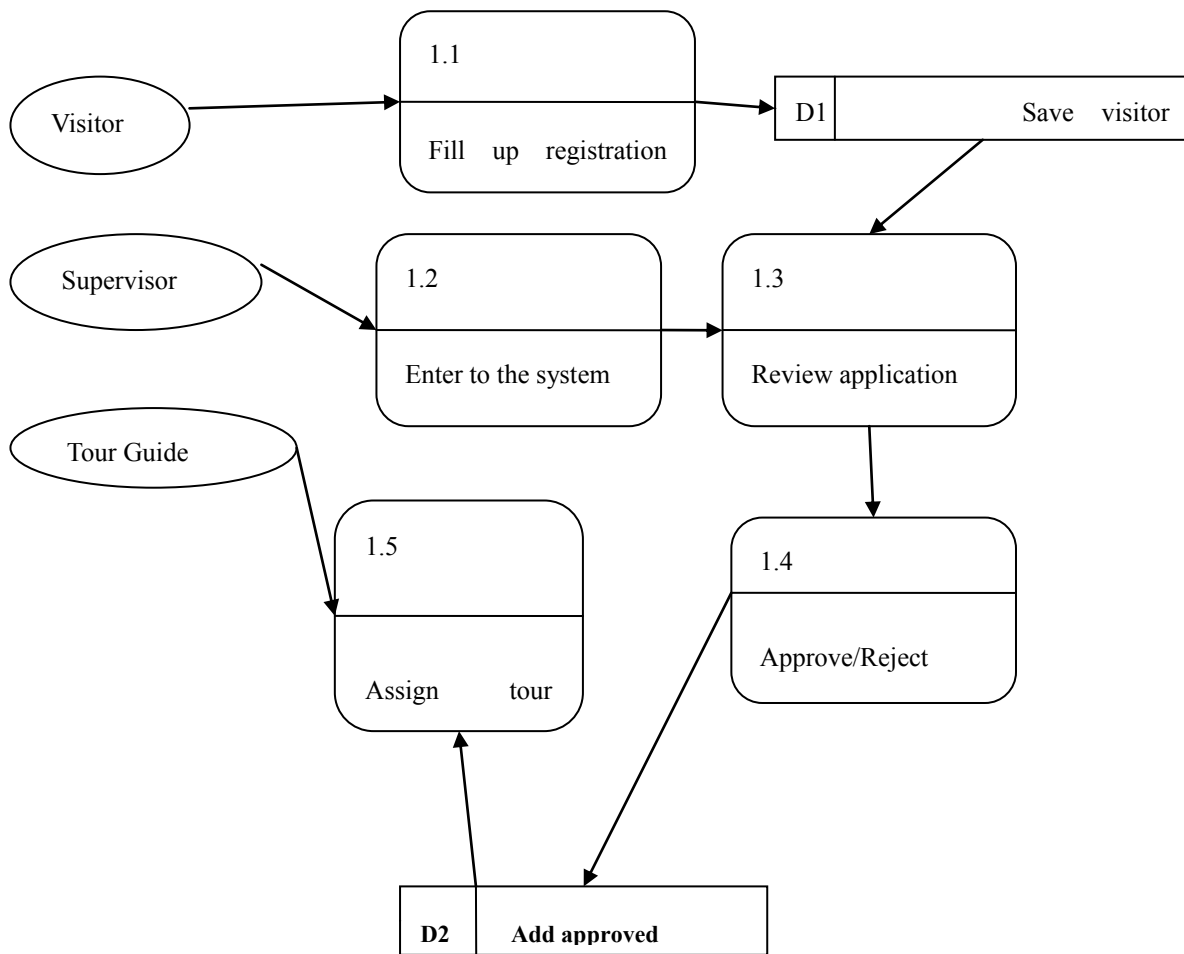 1.1
Visitor
D1 Save visitor
Fill up registration
Supervisor
1.2
1.3
Enter to the system
Review application
Tour Guide
1.5
1.4
Approve/Reject
Assign tour
D2 Add approved